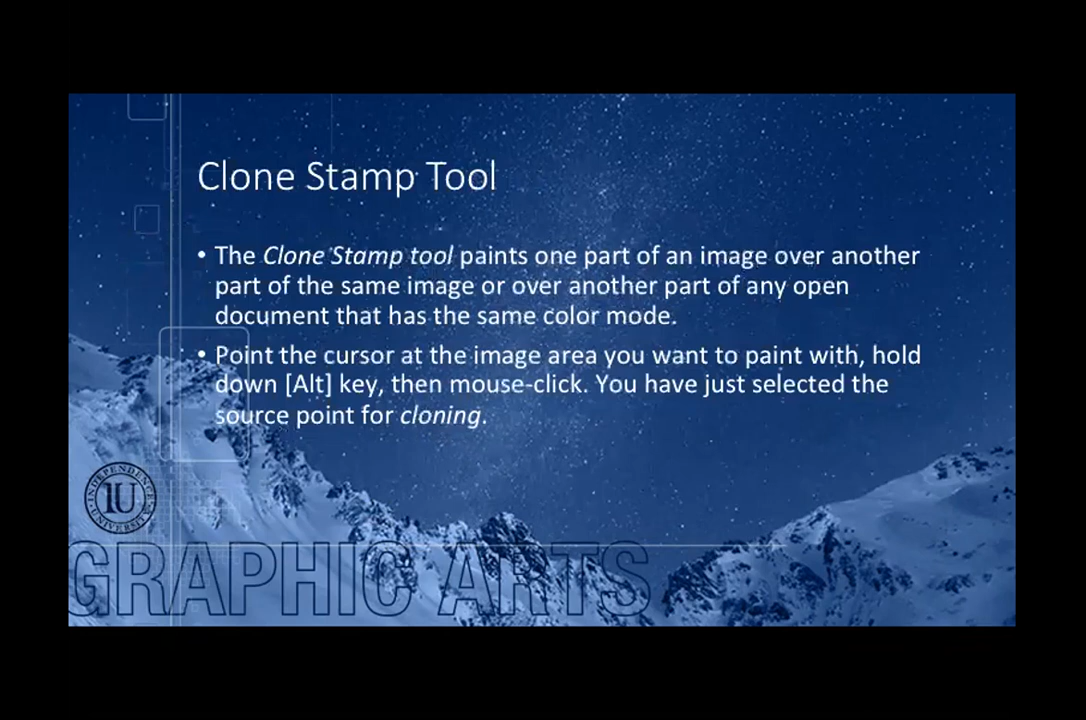 Clone Stamp Tool
• The Clone Stamp tool paints one part of an image over another
part of the same image or over another part of any open
document that has the same color mode.
• Point the cursor at the image area you want to paint with, hold
down [Alt] key, then mouse-click. You have just selected the
source point for cloning.
INDEPENDENCE
IU
UNIVERSITY
GRAPHIC ARTS